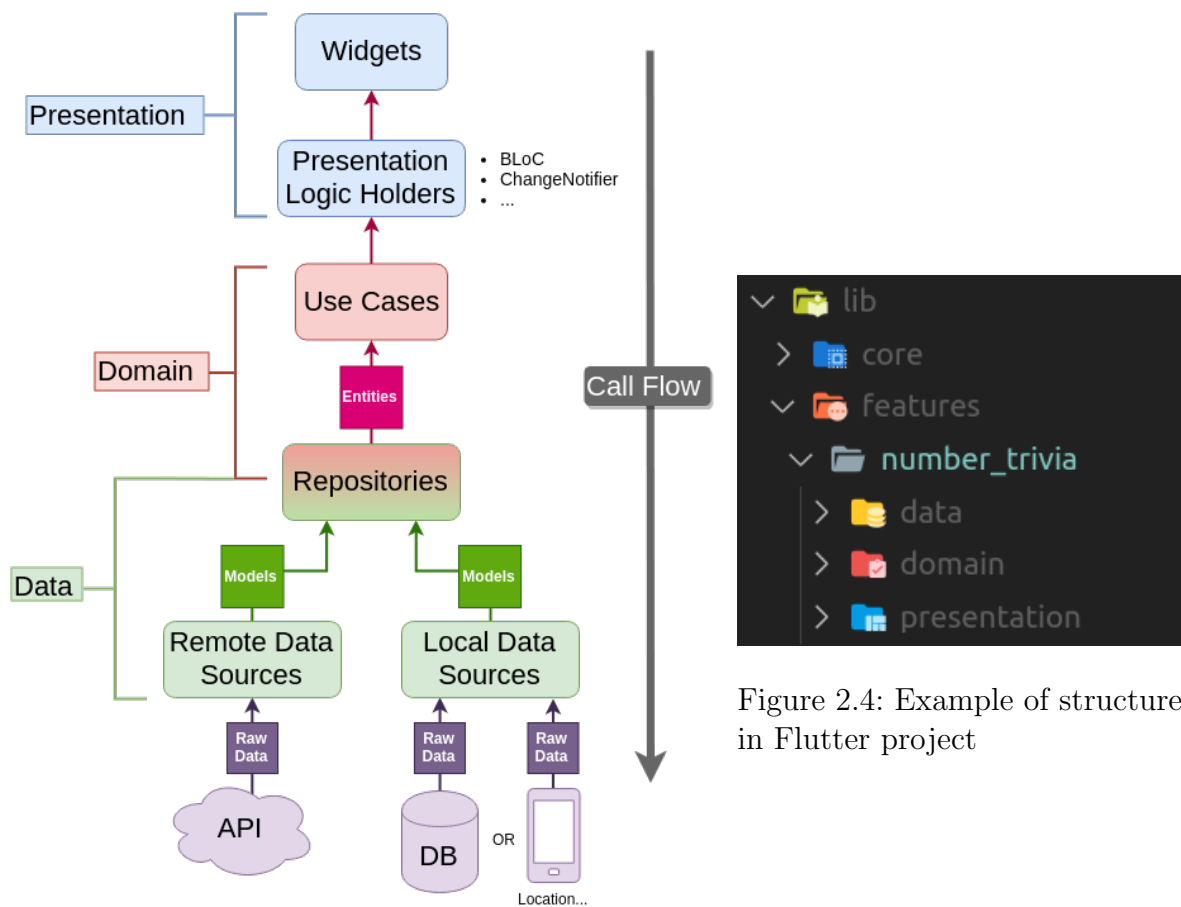 Widgets
Presentation
Presentation
Logic Holders
• BLoC
• ChangeNotifier
• ...
Use Cases
Domain
Entities
Call Flow
Repositories
Data
Models
Models
Remote Data
Sources
Local Data
Sources
Raw
Data
Raw
Data
Raw
Data
API
DB
OR
Location...
lib
core
features
number_trivia
data
domain
presentation
Figure 2.4: Example of structure
in Flutter project